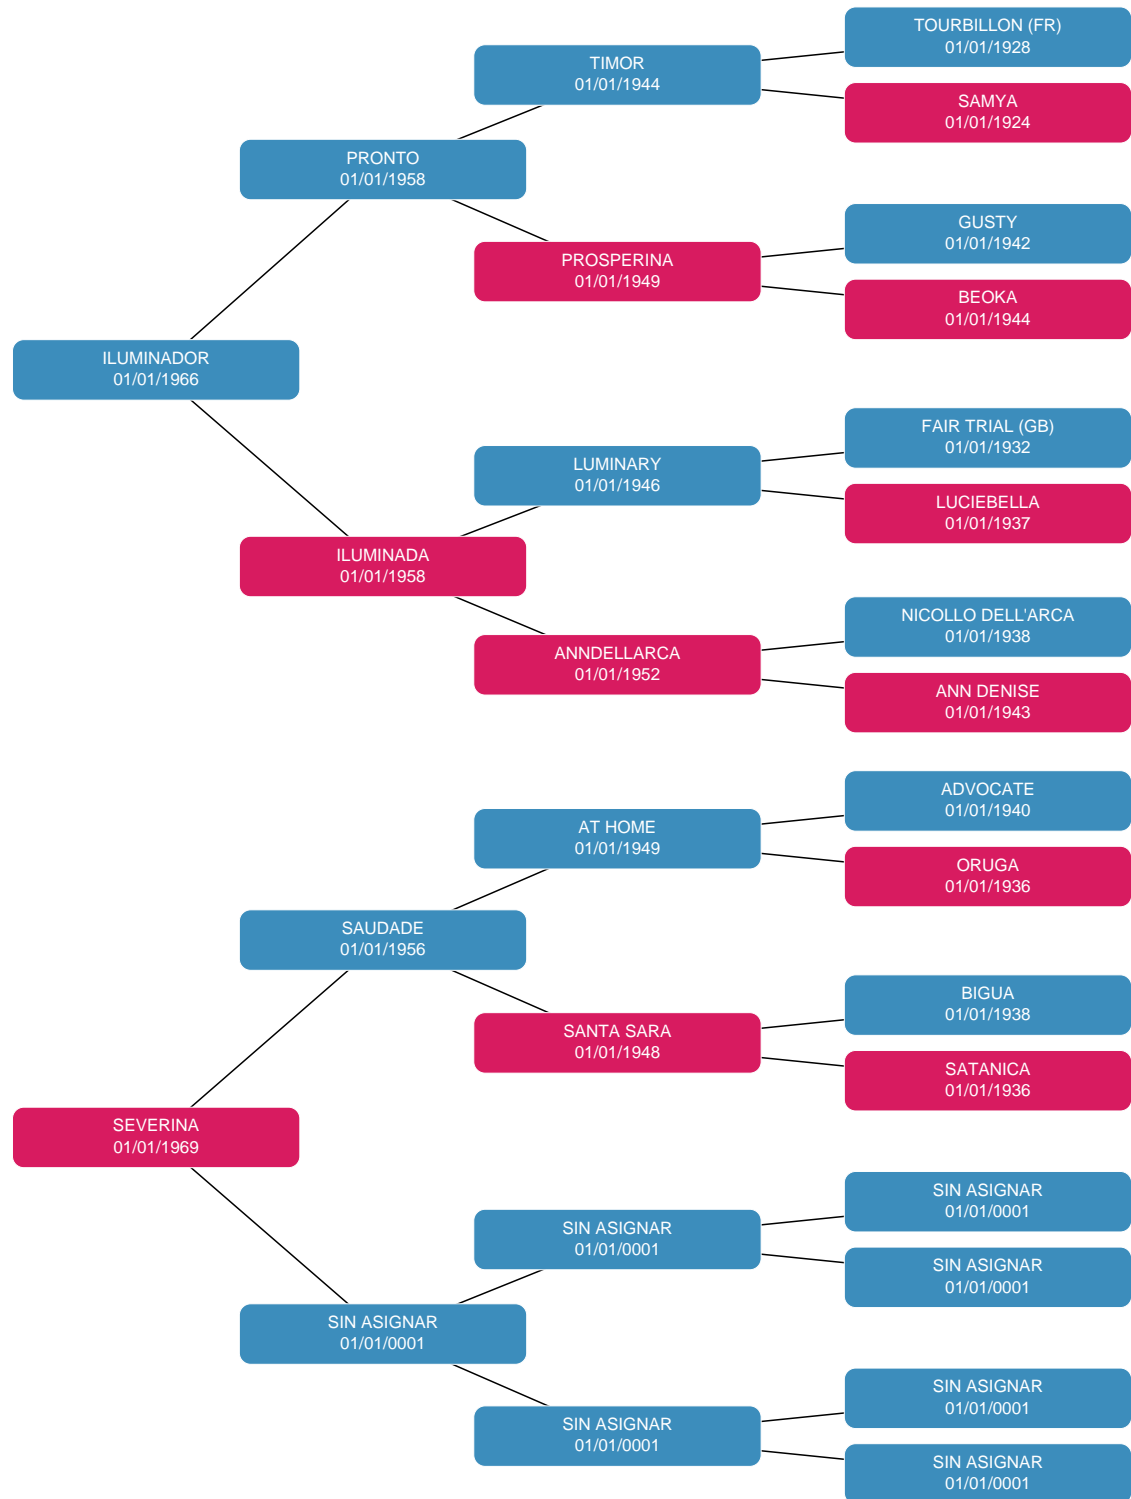 TOURBILLON (FR)
01/01/1928
TIMOR
01/01/1944
SAMYA
01/01/1924
PRONTO
01/01/1958
GUSTY
01/01/1942
PROSPERINA
01/01/1949
BEOKA
01/01/1944
ILUMINADOR
01/01/1966
FAIR TRIAL (GB)
01/01/1932
LUMINARY
01/01/1946
LUCIEBELLA
01/01/1937
ILUMINADA
01/01/1958
NICOLLO DELL'ARCA
01/01/1938
ANNDELLARCA
01/01/1952
ANN DENISE
01/01/1943
ADVOCATE
01/01/1940
AT HOME
01/01/1949
ORUGA
01/01/1936
SAUDADE
01/01/1956
BIGUA
01/01/1938
SANTA SARA
01/01/1948
SATANICA
01/01/1936
SEVERINA
01/01/1969
SIN ASIGNAR
01/01/0001
SIN ASIGNAR
01/01/0001
SIN ASIGNAR
01/01/0001
SIN ASIGNAR
01/01/0001
SIN ASIGNAR
01/01/0001
SIN ASIGNAR
01/01/0001
SIN ASIGNAR
01/01/0001